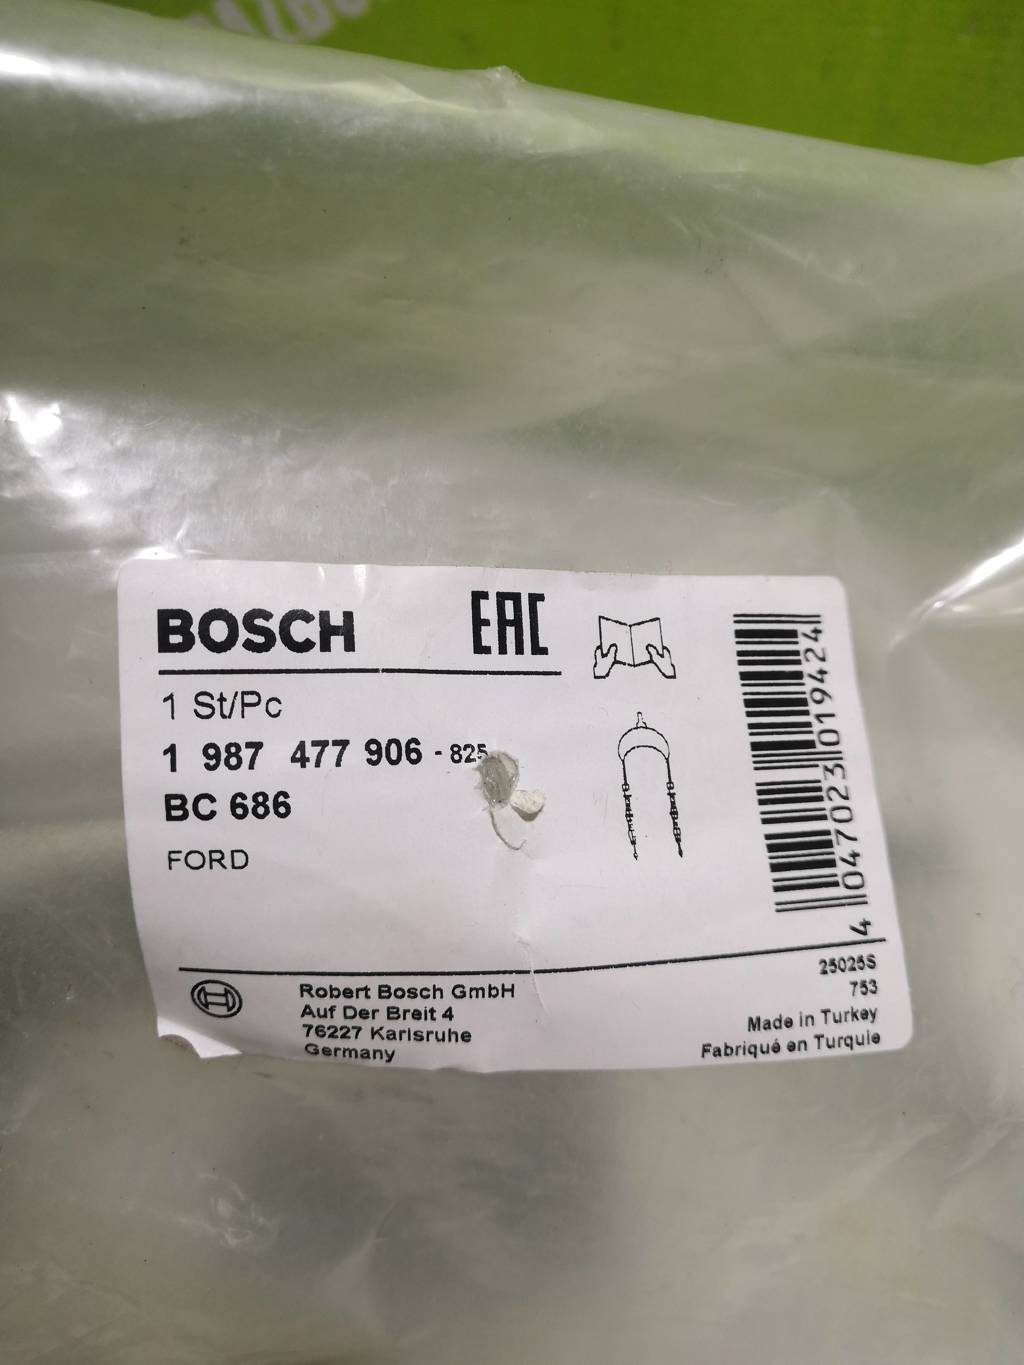 BOSCH
EAC
1 St/Pc
1 987 477 906 - 825
BC 686
FORD
4 047023 019424
Robert Bosch GmbH
Auf Der Breit 4
76227 Karlsruhe
Germany
25025S
753
Made in Turkey
Fabriqué en Turquie